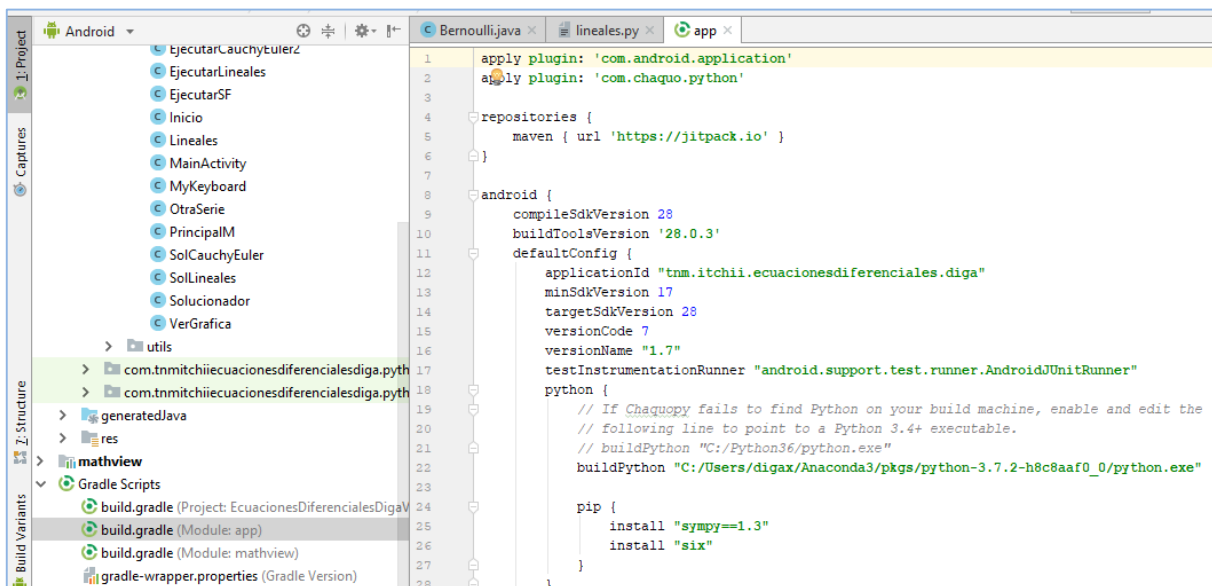 1: Project
Captures
Z: Structure
Build Variants
Android
EjecutarCauchyEuler2
EjecutarLineales
EjecutarSF
Inicio
Lineales
MainActivity
MyKeyboard
OtraSerie
PrincipalM
SolCauchyEuler
SolLineales
Solucionador
VerGrafica
utils
com.tnmitchiiecuacionesdiferencialesdiga.pyth
com.tnmitchiiecuacionesdiferencialesdiga.pyth
generatedJava
res
mathview
Gradle Scripts
build.gradle (Project: EcuacionesDiferencialesDigaV
build.gradle (Module: app)
build.gradle (Module: mathview)
gradle-wrapper.properties (Gradle Version)
Bernoulli.java lineales.py app
1 apply plugin: 'com.android.application'
2 apply plugin: 'com.chaquo.python'
3
4 repositories {
5 maven { url 'https://jitpack.io' }
6 }
7
8 android {
9 compileSdkVersion 28
10 buildToolsVersion '28.0.3'
11 defaultConfig {
12 applicationId "tnm.itchii.ecuacionesdiferenciales.diga"
13 minSdkVersion 17
14 targetSdkVersion 28
15 versionCode 7
16 versionName "1.7"
17 testInstrumentationRunner "android.support.test.runner.AndroidJUnitRunner"
18 python {
19 // If Chaquopy fails to find Python on your build machine, enable and edit the
20 // following line to point to a Python 3.4+ executable.
21 // buildPython "C:/Python36/python.exe"
22 buildPython "C:/Users/digax/Anaconda3/pkgs/python-3.7.2-h8c8aaf0_0/python.exe"
23
24 pip {
25 install "sympy==1.3"
26 install "six"
27 }
28 }